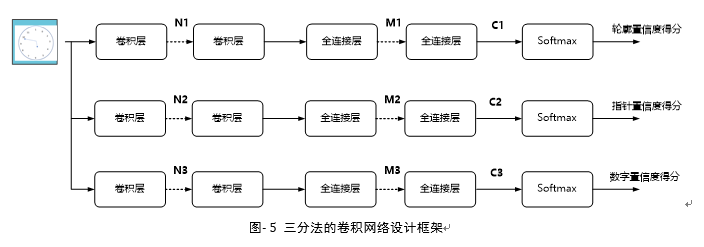 N1 M1 C1
卷积层 卷积层 全连接层 全连接层 Softmax 轮廓置信度得分
N2 M2 C2
卷积层 卷积层 全连接层 全连接层 Softmax 指针置信度得分
N3 M3 C3
卷积层 卷积层 全连接层 全连接层 Softmax 数字置信度得分
图- 5 三分法的卷积网络设计框架